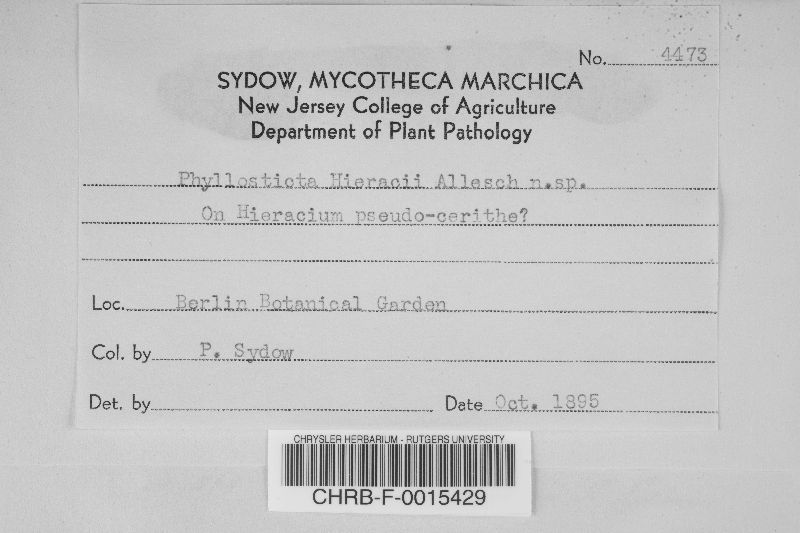 No. 4473
SYDOW, MYCOTHECA MARCHICA
New Jersey College of Agriculture
Department of Plant Pathology
Phyllosticta Hieracii Allesch n.sp.
On Hieracium pseudo-cerithe?
Loc. Berlin Botanical Garden
Col. by P. Sydow
Det. by
Date Oct. 1895
CHRYSLER HERBARIUM - RUTGERS UNIVERSITY
CHRB-F-0015429